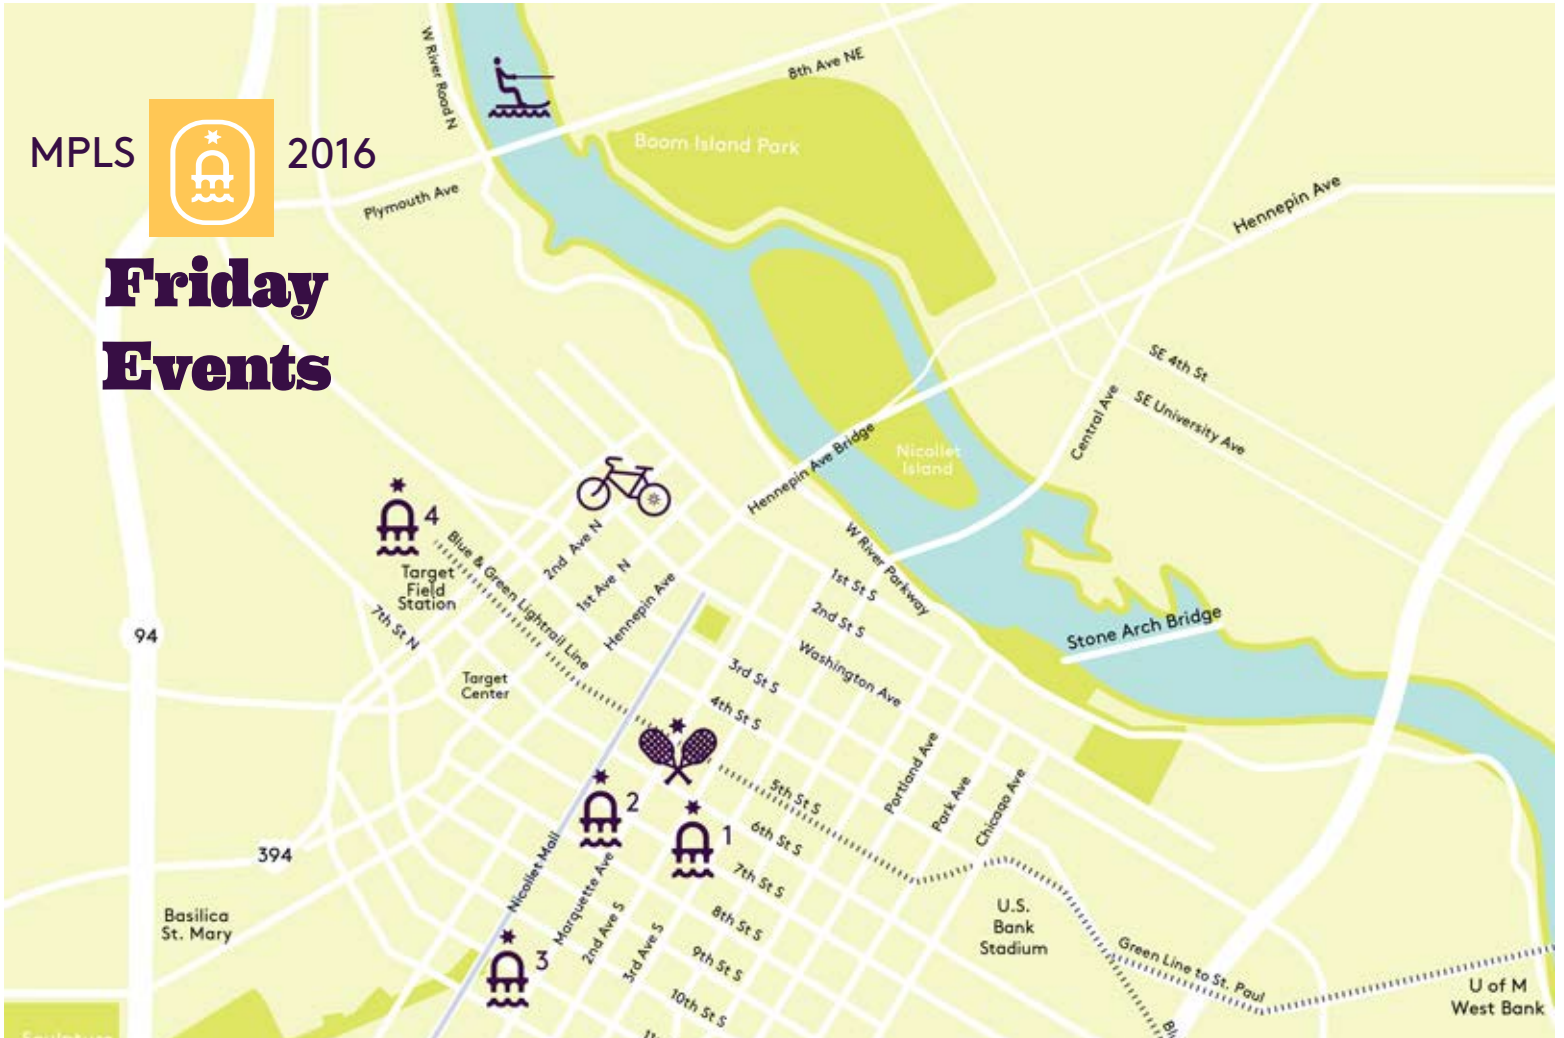 MPLS 2016
Friday
Events
W River Road N
8th Ave NE
Boom Island Park
Plymouth Ave
Hennepin Ave
SE 4th St
SE University Ave
Central Ave
Nicollet
Island
Hennepin Ave Bridge
W River Parkway
Stone Arch Bridge
4
Target
Field
Station
Blue & Green Lightrail Line
2nd Ave N
1st Ave N
Hennepin Ave
7th St N
Target
Center
94
394
1st St S
2nd St S
Washington Ave
3rd St S
4th St S
5th St S
6th St S
7th St S
8th St S
9th St S
10th St S
Portland Ave
Park Ave
Chicago Ave
2
1
3
Nicollet Mall
Marquette Ave
2nd Ave S
3rd Ave S
Basilica
St. Mary
U.S.
Bank
Stadium
Green Line to St. Paul
U of M
West Bank